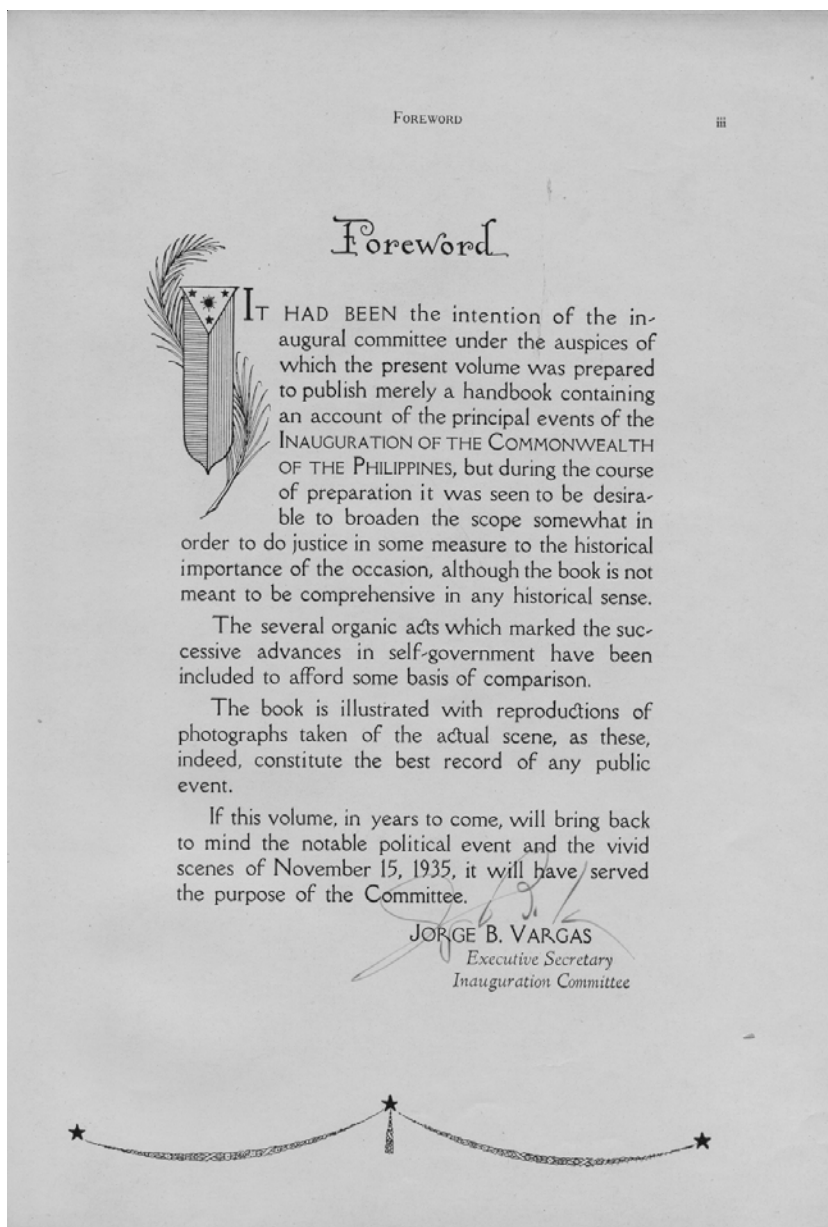 FOREWORD
iii
Foreword
IT HAD BEEN the intention of the in-
augural committee under the auspices of
which the present volume was prepared
to publish merely a handbook containing
an account of the principal events of the
INAUGURATION OF THE COMMONWEALTH
OF THE PHILIPPINES, but during the course
of preparation it was seen to be desira-
ble to broaden the scope somewhat in
order to do justice in some measure to the historical
importance of the occasion, although the book is not
meant to be comprehensive in any historical sense.
The several organic acts which marked the suc-
cessive advances in self-government have been
included to afford some basis of comparison.
The book is illustrated with reproductions of
photographs taken of the actual scene, as these,
indeed, constitute the best record of any public
event.
If this volume, in years to come, will bring back
to mind the notable political event and the vivid
scenes of November 15, 1935, it will have served
the purpose of the Committee.
JORGE B. VARGAS
Executive Secretary
Inauguration Committee